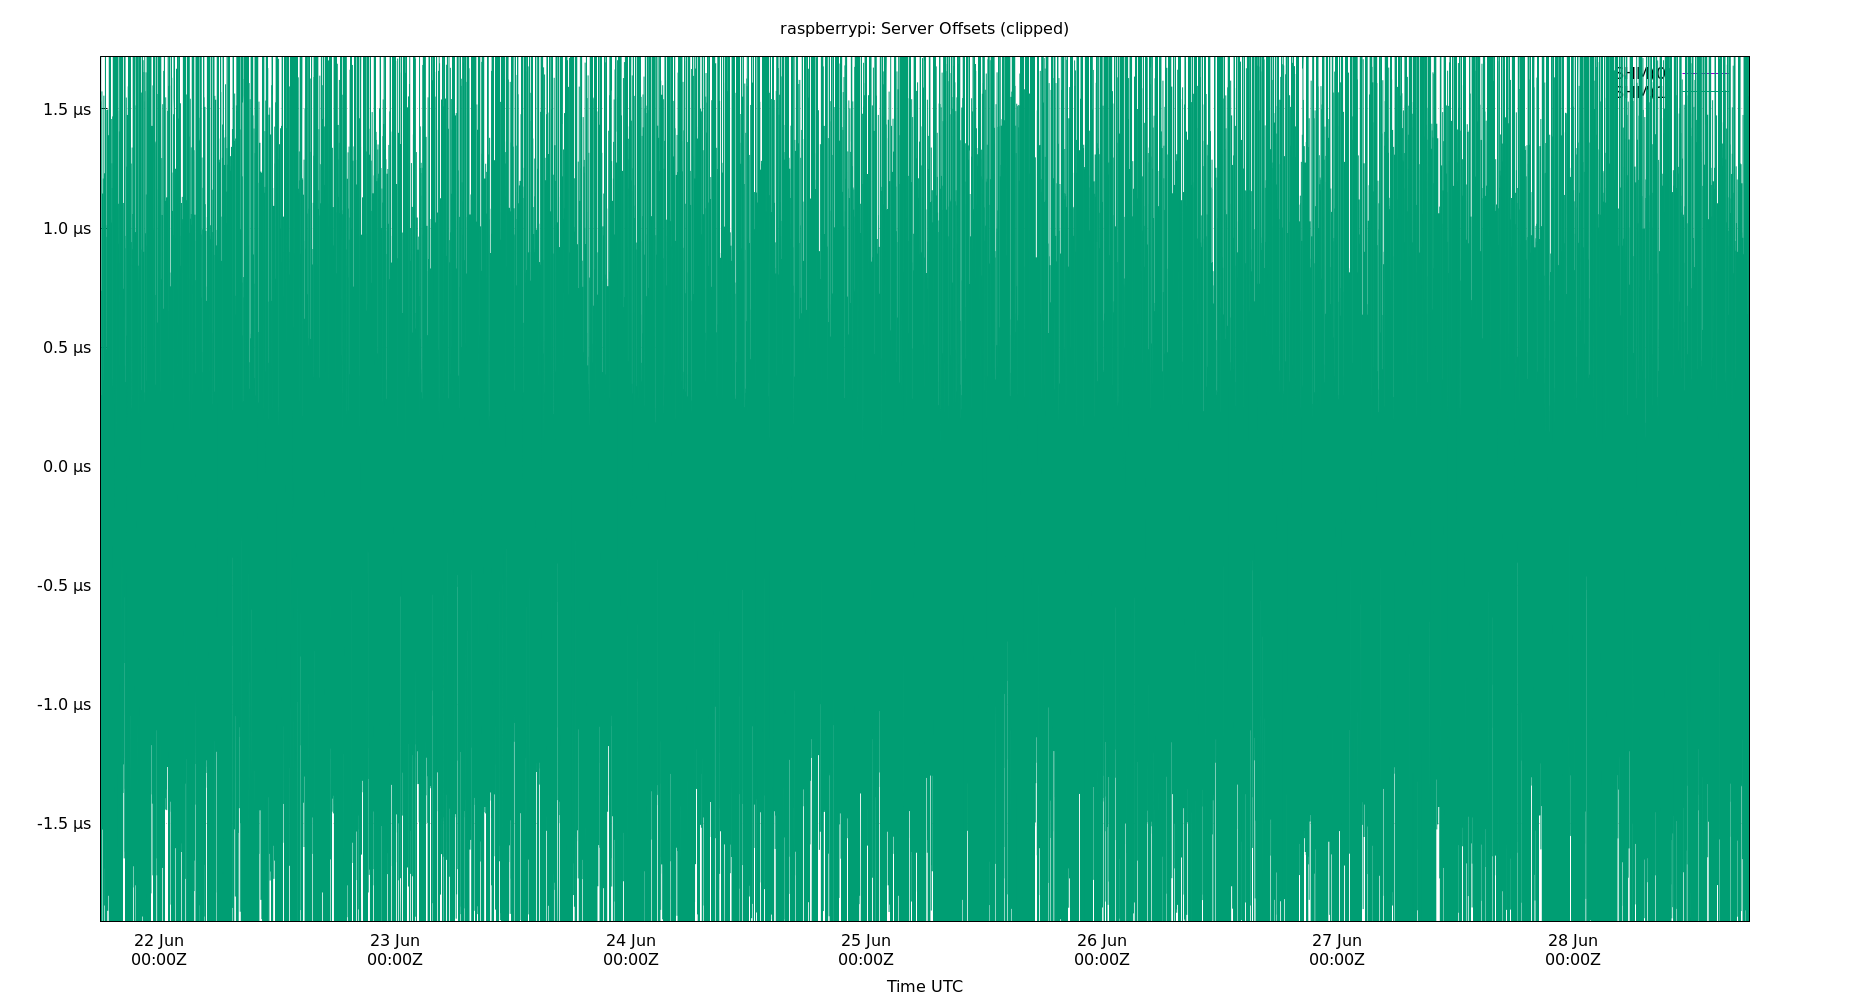 raspberrypi: Server Offsets (clipped)
1.5 µs
1.0 µs
0.5 µs
0.0 µs
-0.5 µs
-1.0 µs
-1.5 µs
22 Jun 23 Jun 24 Jun 25 Jun 26 Jun 27 Jun 28 Jun
00:00Z 00:00Z 00:00Z 00:00Z 00:00Z 00:00Z 00:00Z
Time UTC